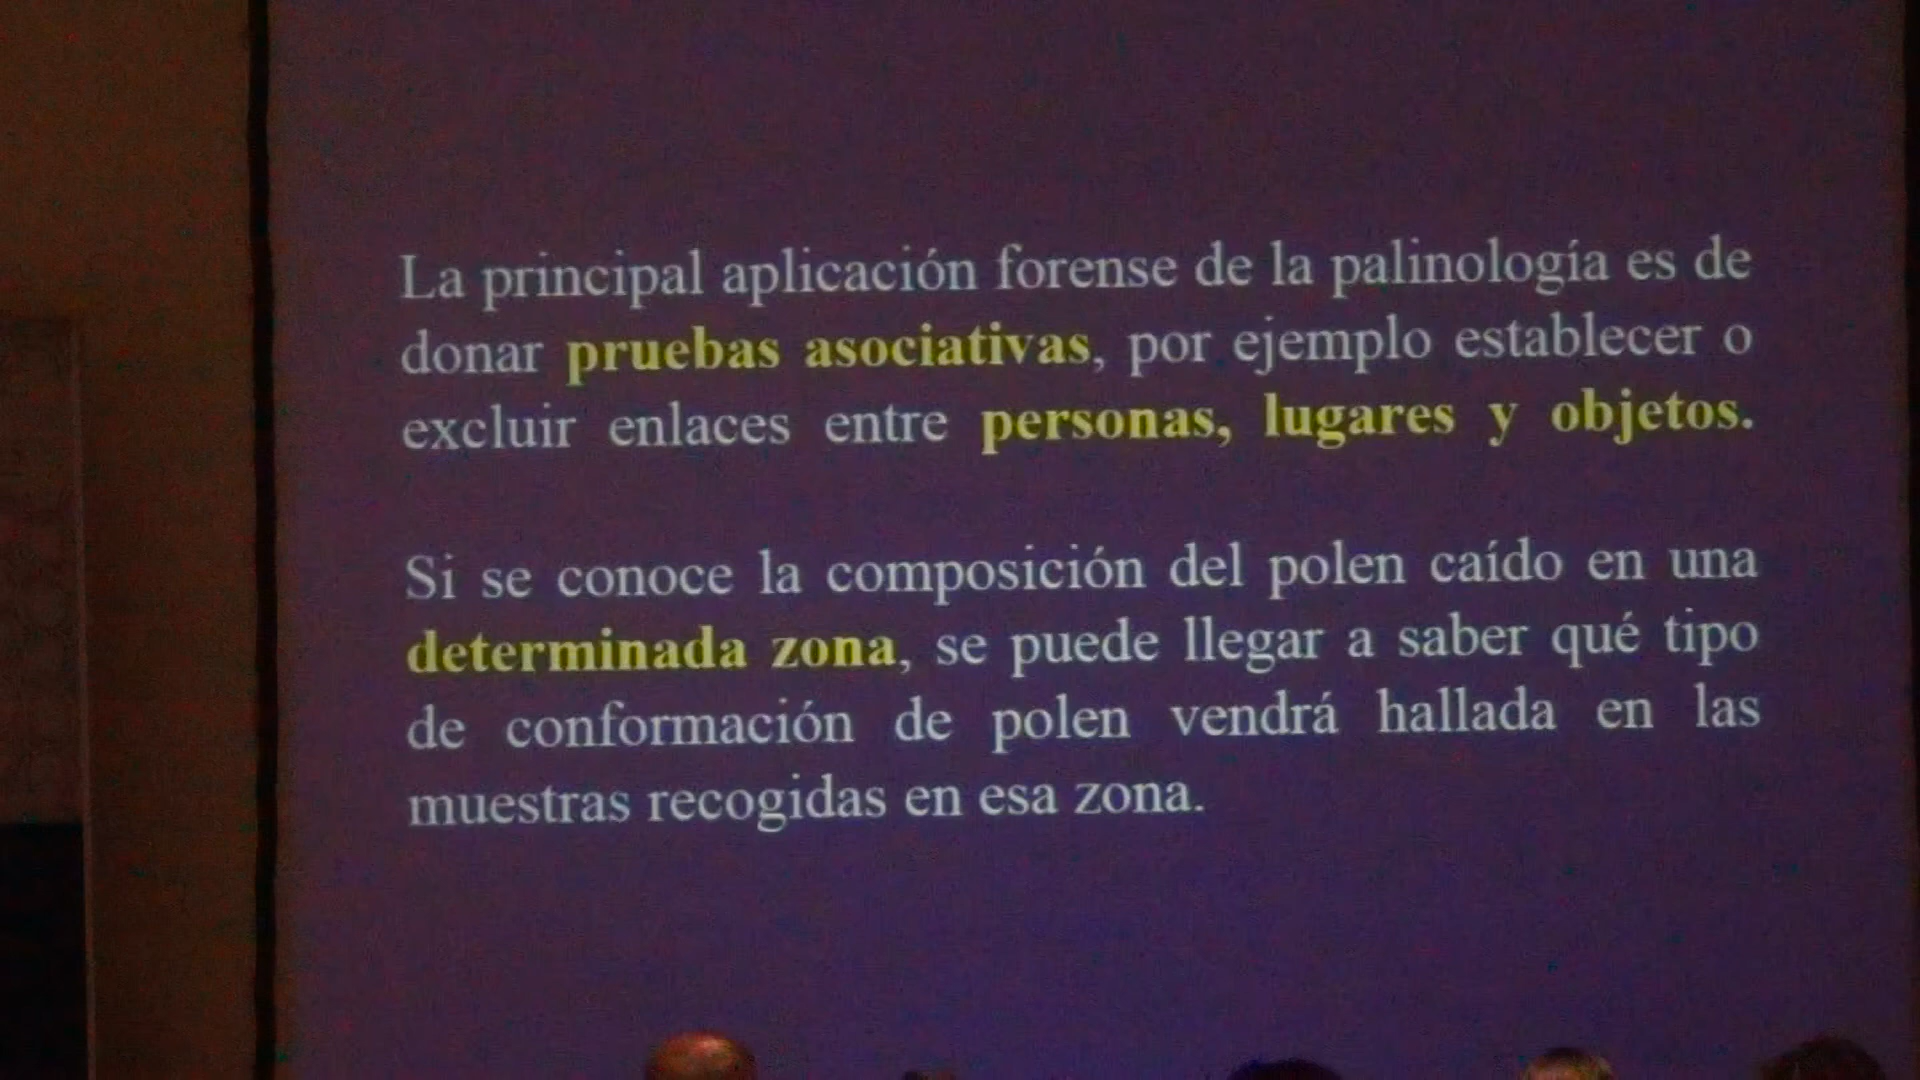 La principal aplicación forense de la palinología es de
donar pruebas asociativas, por ejemplo establecer o
excluir enlaces entre personas, lugares y objetos.
Si se conoce la composición del polen caído en una
determinada zona, se puede llegar a saber qué tipo
de conformación de polen vendrá hallada en las
muestras recogidas en esa zona.